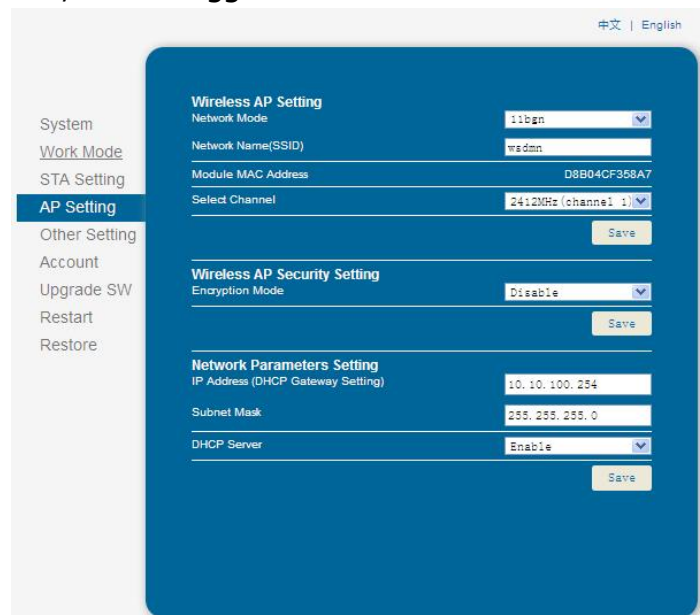 中文 | English
System
Work Mode
STA Setting
AP Setting
Other Setting
Account
Upgrade SW
Restart
Restore
Wireless AP Setting
Network Mode 11bgn
Network Name(SSID) wsdmn
Module MAC Address D8B04CF358A7
Select Channel 2412MHz(channel 1)
Save
Wireless AP Security Setting
Encryption Mode Disable
Save
Network Parameters Setting
IP Address (DHCP Gateway Setting) 10.10.100.254
Subnet Mask 255.255.255.0
DHCP Server Enable
Save